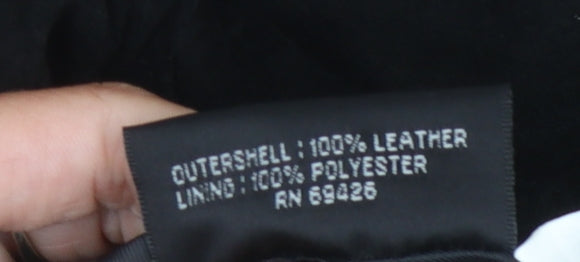 OUTERSHELL : 100% LEATHER
LINING : 100% POLYESTER
RN 69426